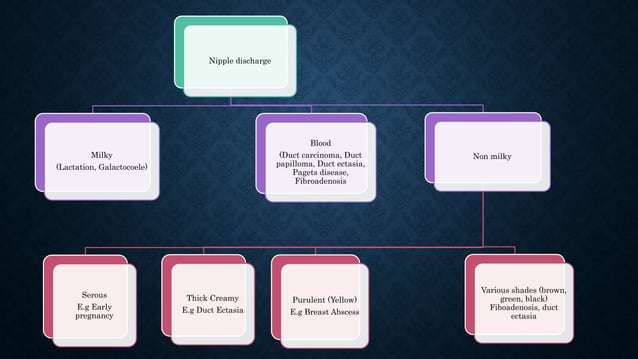 Nipple discharge
Milky
(Lactation, Galactocoele)
Blood
(Duct carcinoma, Duct
papilloma, Duct ectasia,
Pagets disease,
Fibroadenosis
Non milky
Serous
E.g Early
pregnancy
Thick Creamy
E.g Duct Ectasia
Purulent (Yellow)
E.g Breast Abscess
Various shades (brown,
green, black)
Fiboadenosis, duct
ectasia